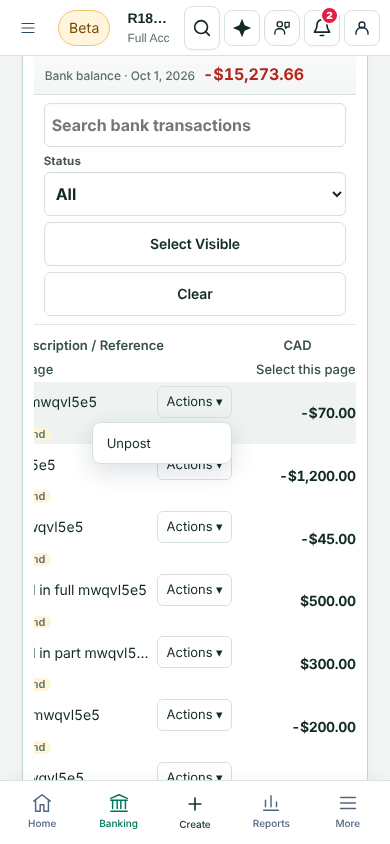 Beta
R18...
Full Acc
2
Bank balance · Oct 1, 2026 -$15,273.66
Search bank transactions
Status
All
Select Visible
Clear
scription / Reference CAD
age Select this page
mwqvl5e5 Actions ▾ -$70.00
nd
Unpost
5e5 Actions ▾ -$1,200.00
nd
vqvl5e5 Actions ▾ -$45.00
nd
l in full mwqvl5e5 Actions ▾ $500.00
nd
l in part mwqvl5... Actions ▾ $300.00
nd
mwqvl5e5 Actions ▾ -$200.00
nd
wqvl5e5 Actions ▾
Home Banking Create Reports More